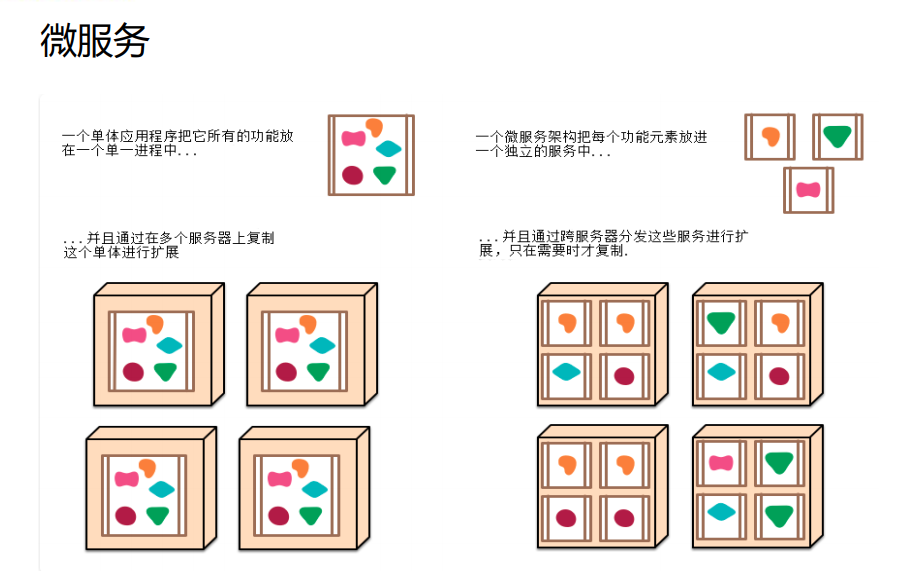 微服务
一个单体应用程序把它所有的功能放
在一个单一进程中...
一个微服务架构把每个功能元素放进
一个独立的服务中...
...并且通过在多个服务器上复制
这个单体进行扩展
...并且通过跨服务器分发这些服务进行扩
展，只在需要时才复制.